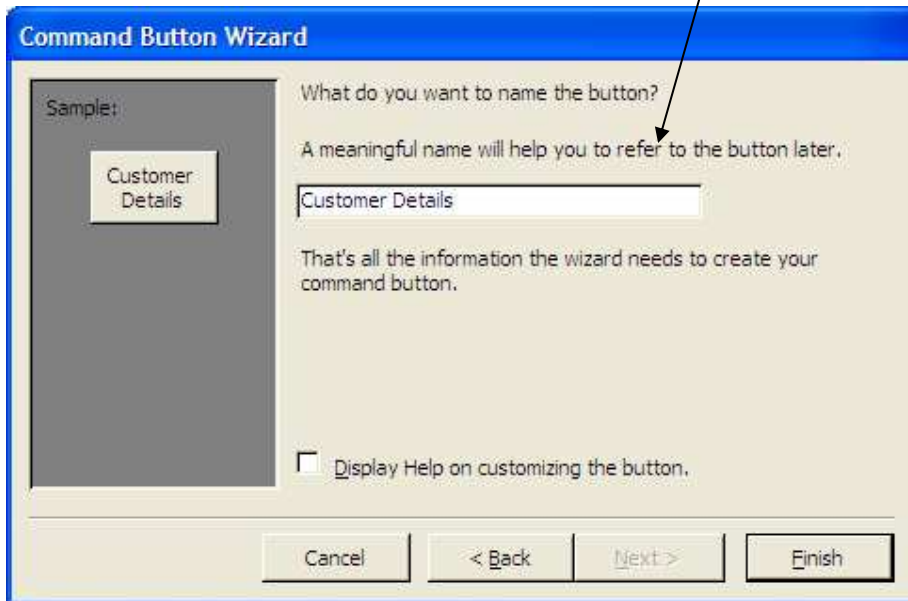 Command Button Wizard
What do you want to name the button?
Sample:
A meaningful name will help you to refer to the button later.
Customer
Details
Customer Details
That's all the information the wizard needs to create your
command button.
Display Help on customizing the button.
Cancel
< Back
Next >
Finish